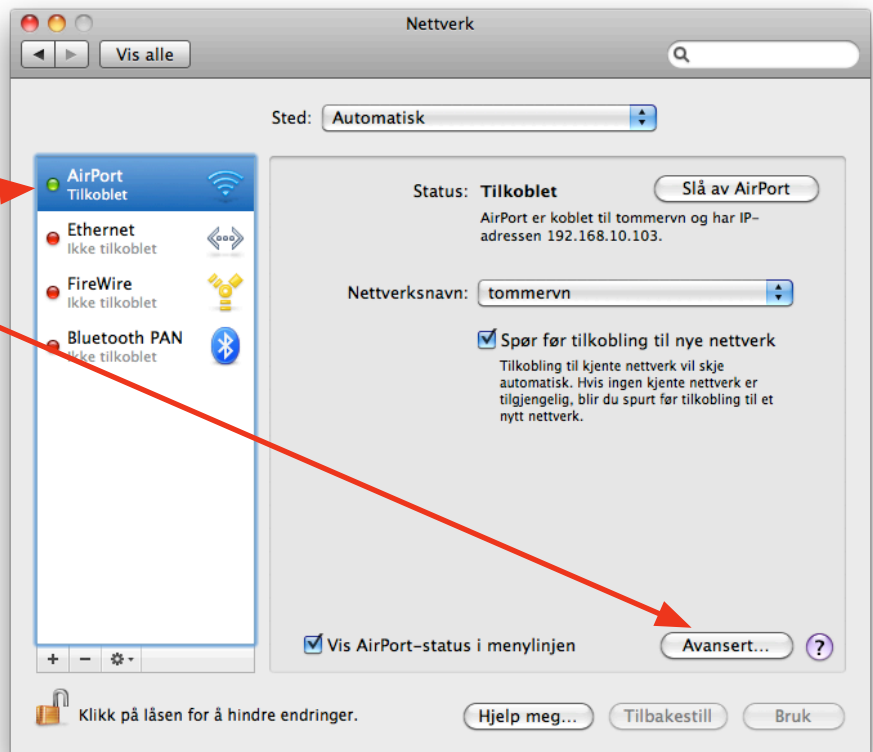 Nettverk
Vis alle
Sted: Automatisk
AirPort
Tilkoblet
Ethernet
Ikke tilkoblet
FireWire
Ikke tilkoblet
Bluetooth PAN
Ikke tilkoblet
Status: Tilkoblet
Slå av AirPort
AirPort er koblet til tommervn og har IP-
adressen 192.168.10.103.
Nettverksnavn: tommervn
Spør før tilkobling til nye nettverk
Tilkobling til kjente nettverk vil skje
automatisk. Hvis ingen kjente nettverk er
tilgjengelig, blir du spurt før tilkobling til et
nytt nettverk.
Vis AirPort-status i menylinjen
Avansert... ?
Klikk på låsen for å hindre endringer.
Hjelp meg... Tilbakestill Bruk